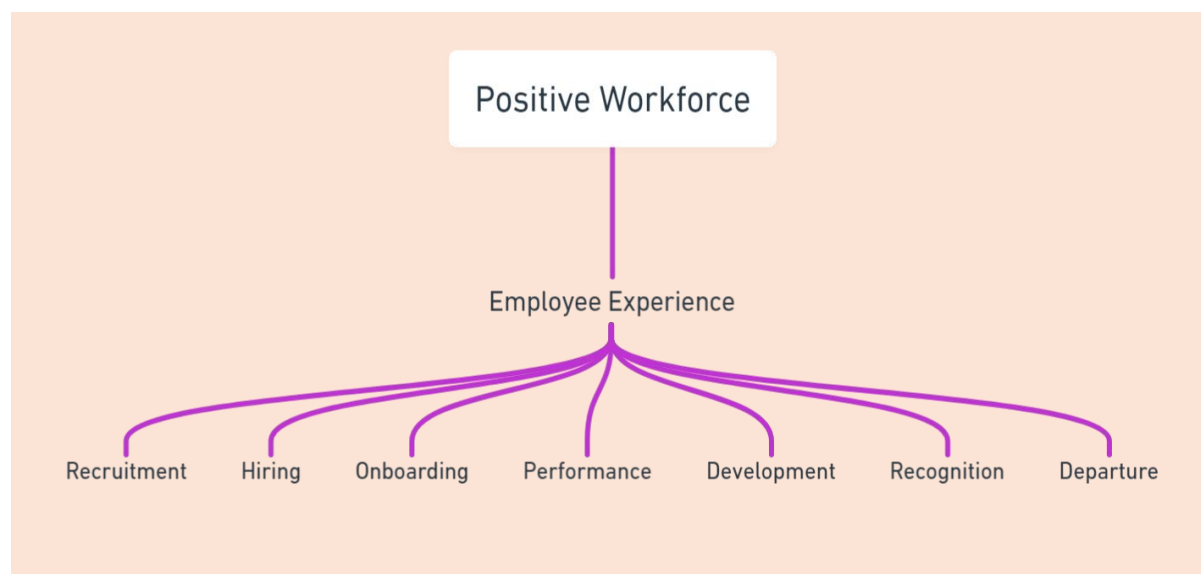 Positive Workforce
Employee Experience
Recruitment
Hiring
Onboarding
Performance
Development
Recognition
Departure